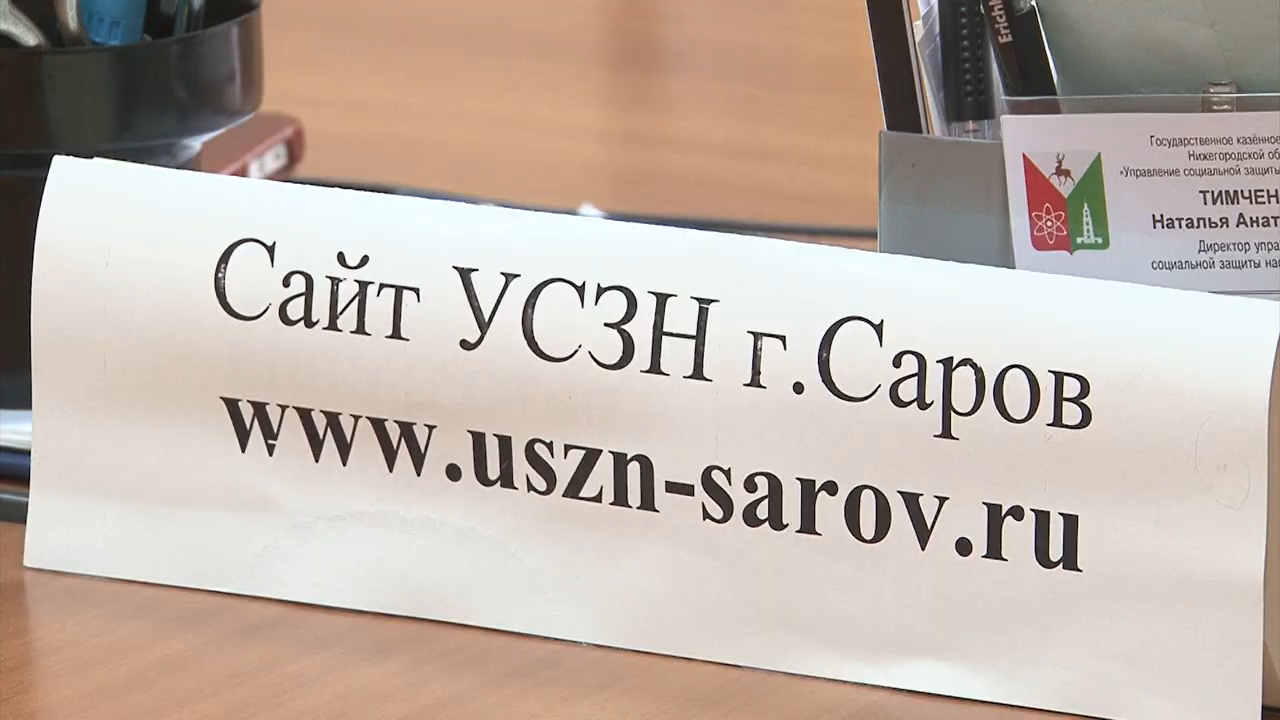 Erich
Государственное казённое
Нижегородской об
«Управление социальной защиты
ТИМЧЕН
Наталья Анат
Директор упра
социальной защиты нас
Сайт УСЗН г.Саров
www.uszn-sarov.ru